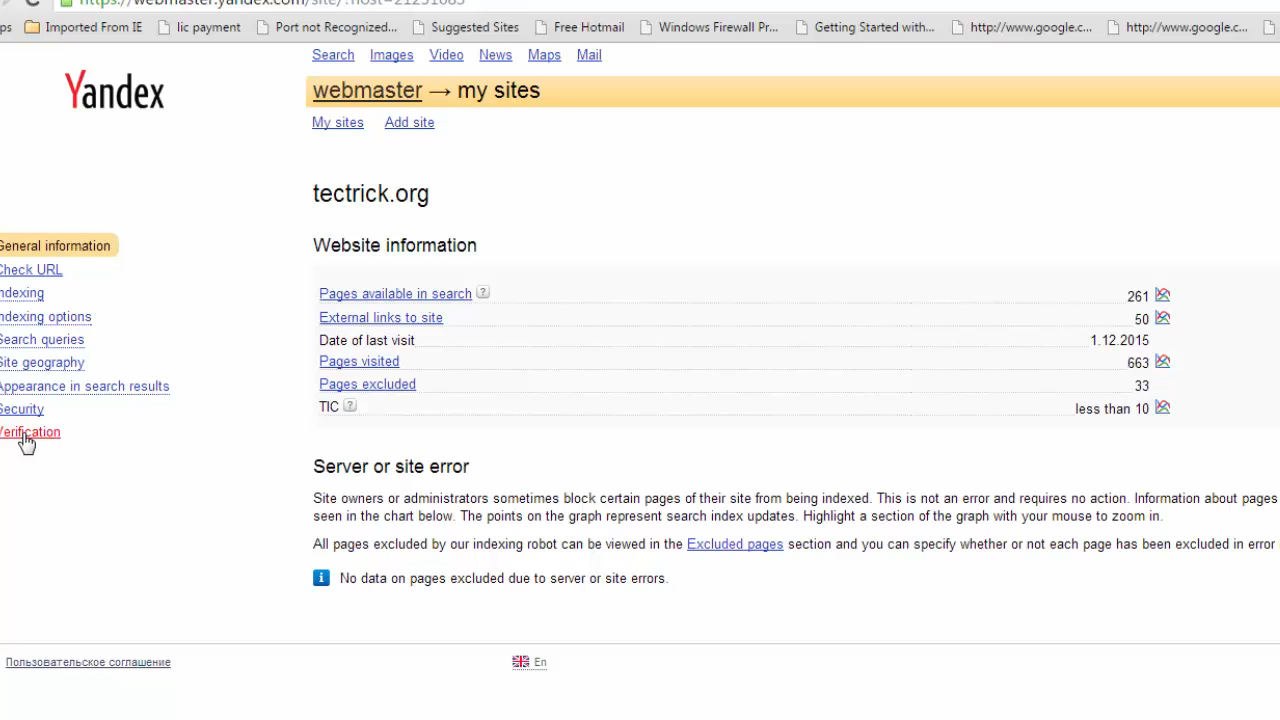 https://webmaster.yandex.com/site/?host=21251085
ps Imported From IE lic payment Port not Recognized... Suggested Sites Free Hotmail Windows Firewall Pr... Getting Started with... http://www.google.c... http://www.google.c...
Search Images Video News Maps Mail
Yandex
webmaster → my sites
My sites Add site
tectrick.org
General information
Website information
Check URL
ndexing
Pages available in search ? 261
ndexing options
External links to site 50
Search queries
Date of last visit 1.12.2015
Site geography
Pages visited 663
Appearance in search results
Pages excluded 33
Security
TIC ? less than 10
Verification
Server or site error
Site owners or administrators sometimes block certain pages of their site from being indexed. This is not an error and requires no action. Information about pages
seen in the chart below. The points on the graph represent search index updates. Highlight a section of the graph with your mouse to zoom in.
All pages excluded by our indexing robot can be viewed in the Excluded pages section and you can specify whether or not each page has been excluded in error
i No data on pages excluded due to server or site errors.
Пользовательское соглашение En